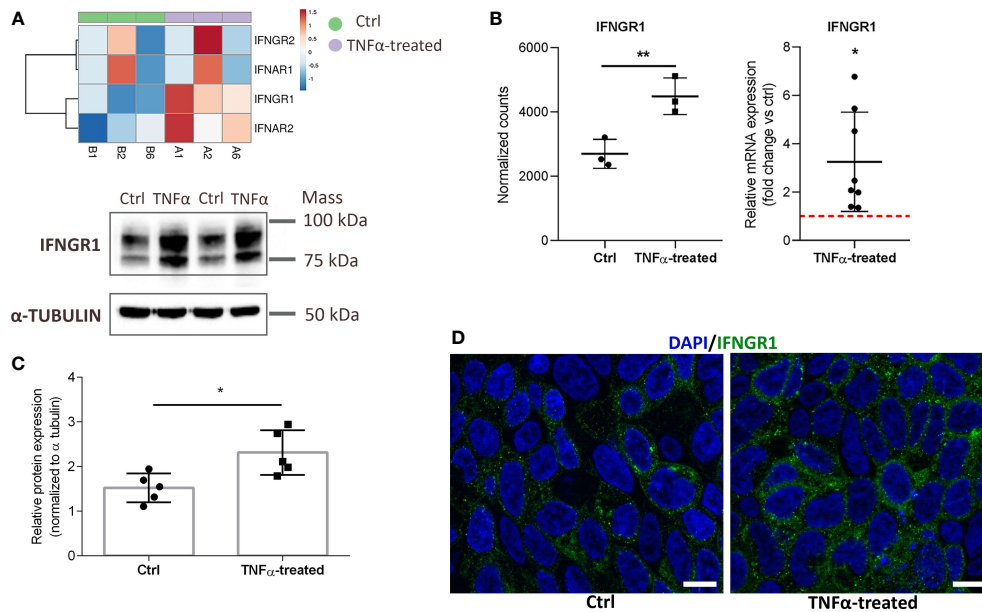 A
Ctrl
TNFα-treated
1.5
1
0.5
0
-0.5
-1
-1.5
IFNGR2
IFNAR1
IFNGR1
IFNAR2
B1
B2
B6
A1
A2
A6
Ctrl TNFα Ctrl TNFα Mass
100 kDa
IFNGR1
75 kDa
α-TUBULIN
50 kDa
B
IFNGR1
**
Normalized counts
6000
4000
2000
0
Ctrl
TNFα-treated
IFNGR1
*
Relative mRNA expression
(fold change vs ctrl)
8
6
4
2
0
TNFα-treated
C
*
Relative protein expression
(normalized to α tubulin)
4
3
2
1
0
Ctrl
TNFα-treated
D
DAPI/IFNGR1
Ctrl
TNFα-treated